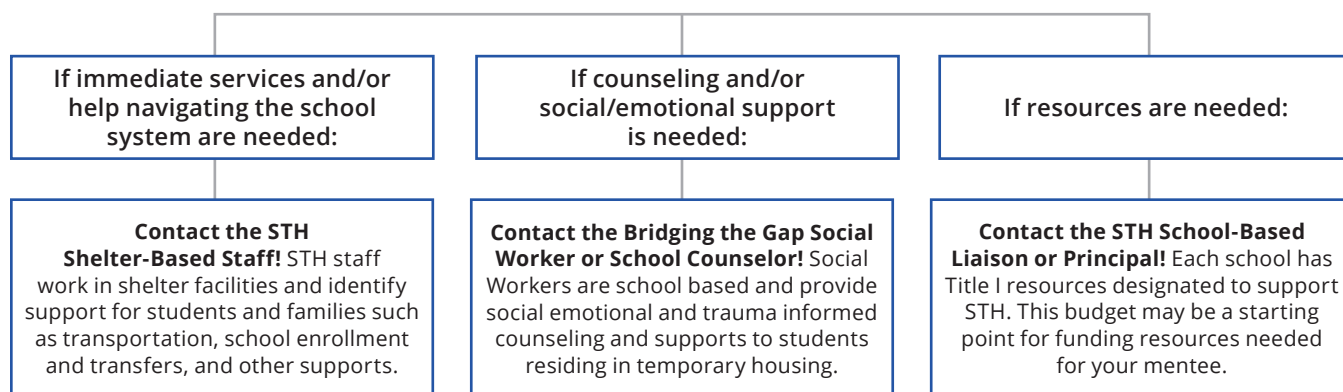 If immediate services and/or
help navigating the school
system are needed:
Contact the STH
Shelter-Based Staff! STH staff
work in shelter facilities and identify
support for students and families such
as transportation, school enrollment
and transfers, and other supports.
If counseling and/or
social/emotional support
is needed:
Contact the Bridging the Gap Social
Worker or School Counselor! Social
Workers are school based and provide
social emotional and trauma informed
counseling and supports to students
residing in temporary housing.
If resources are needed:
Contact the STH School-Based
Liaison or Principal! Each school has
Title I resources designated to support
STH. This budget may be a starting
point for funding resources needed
for your mentee.